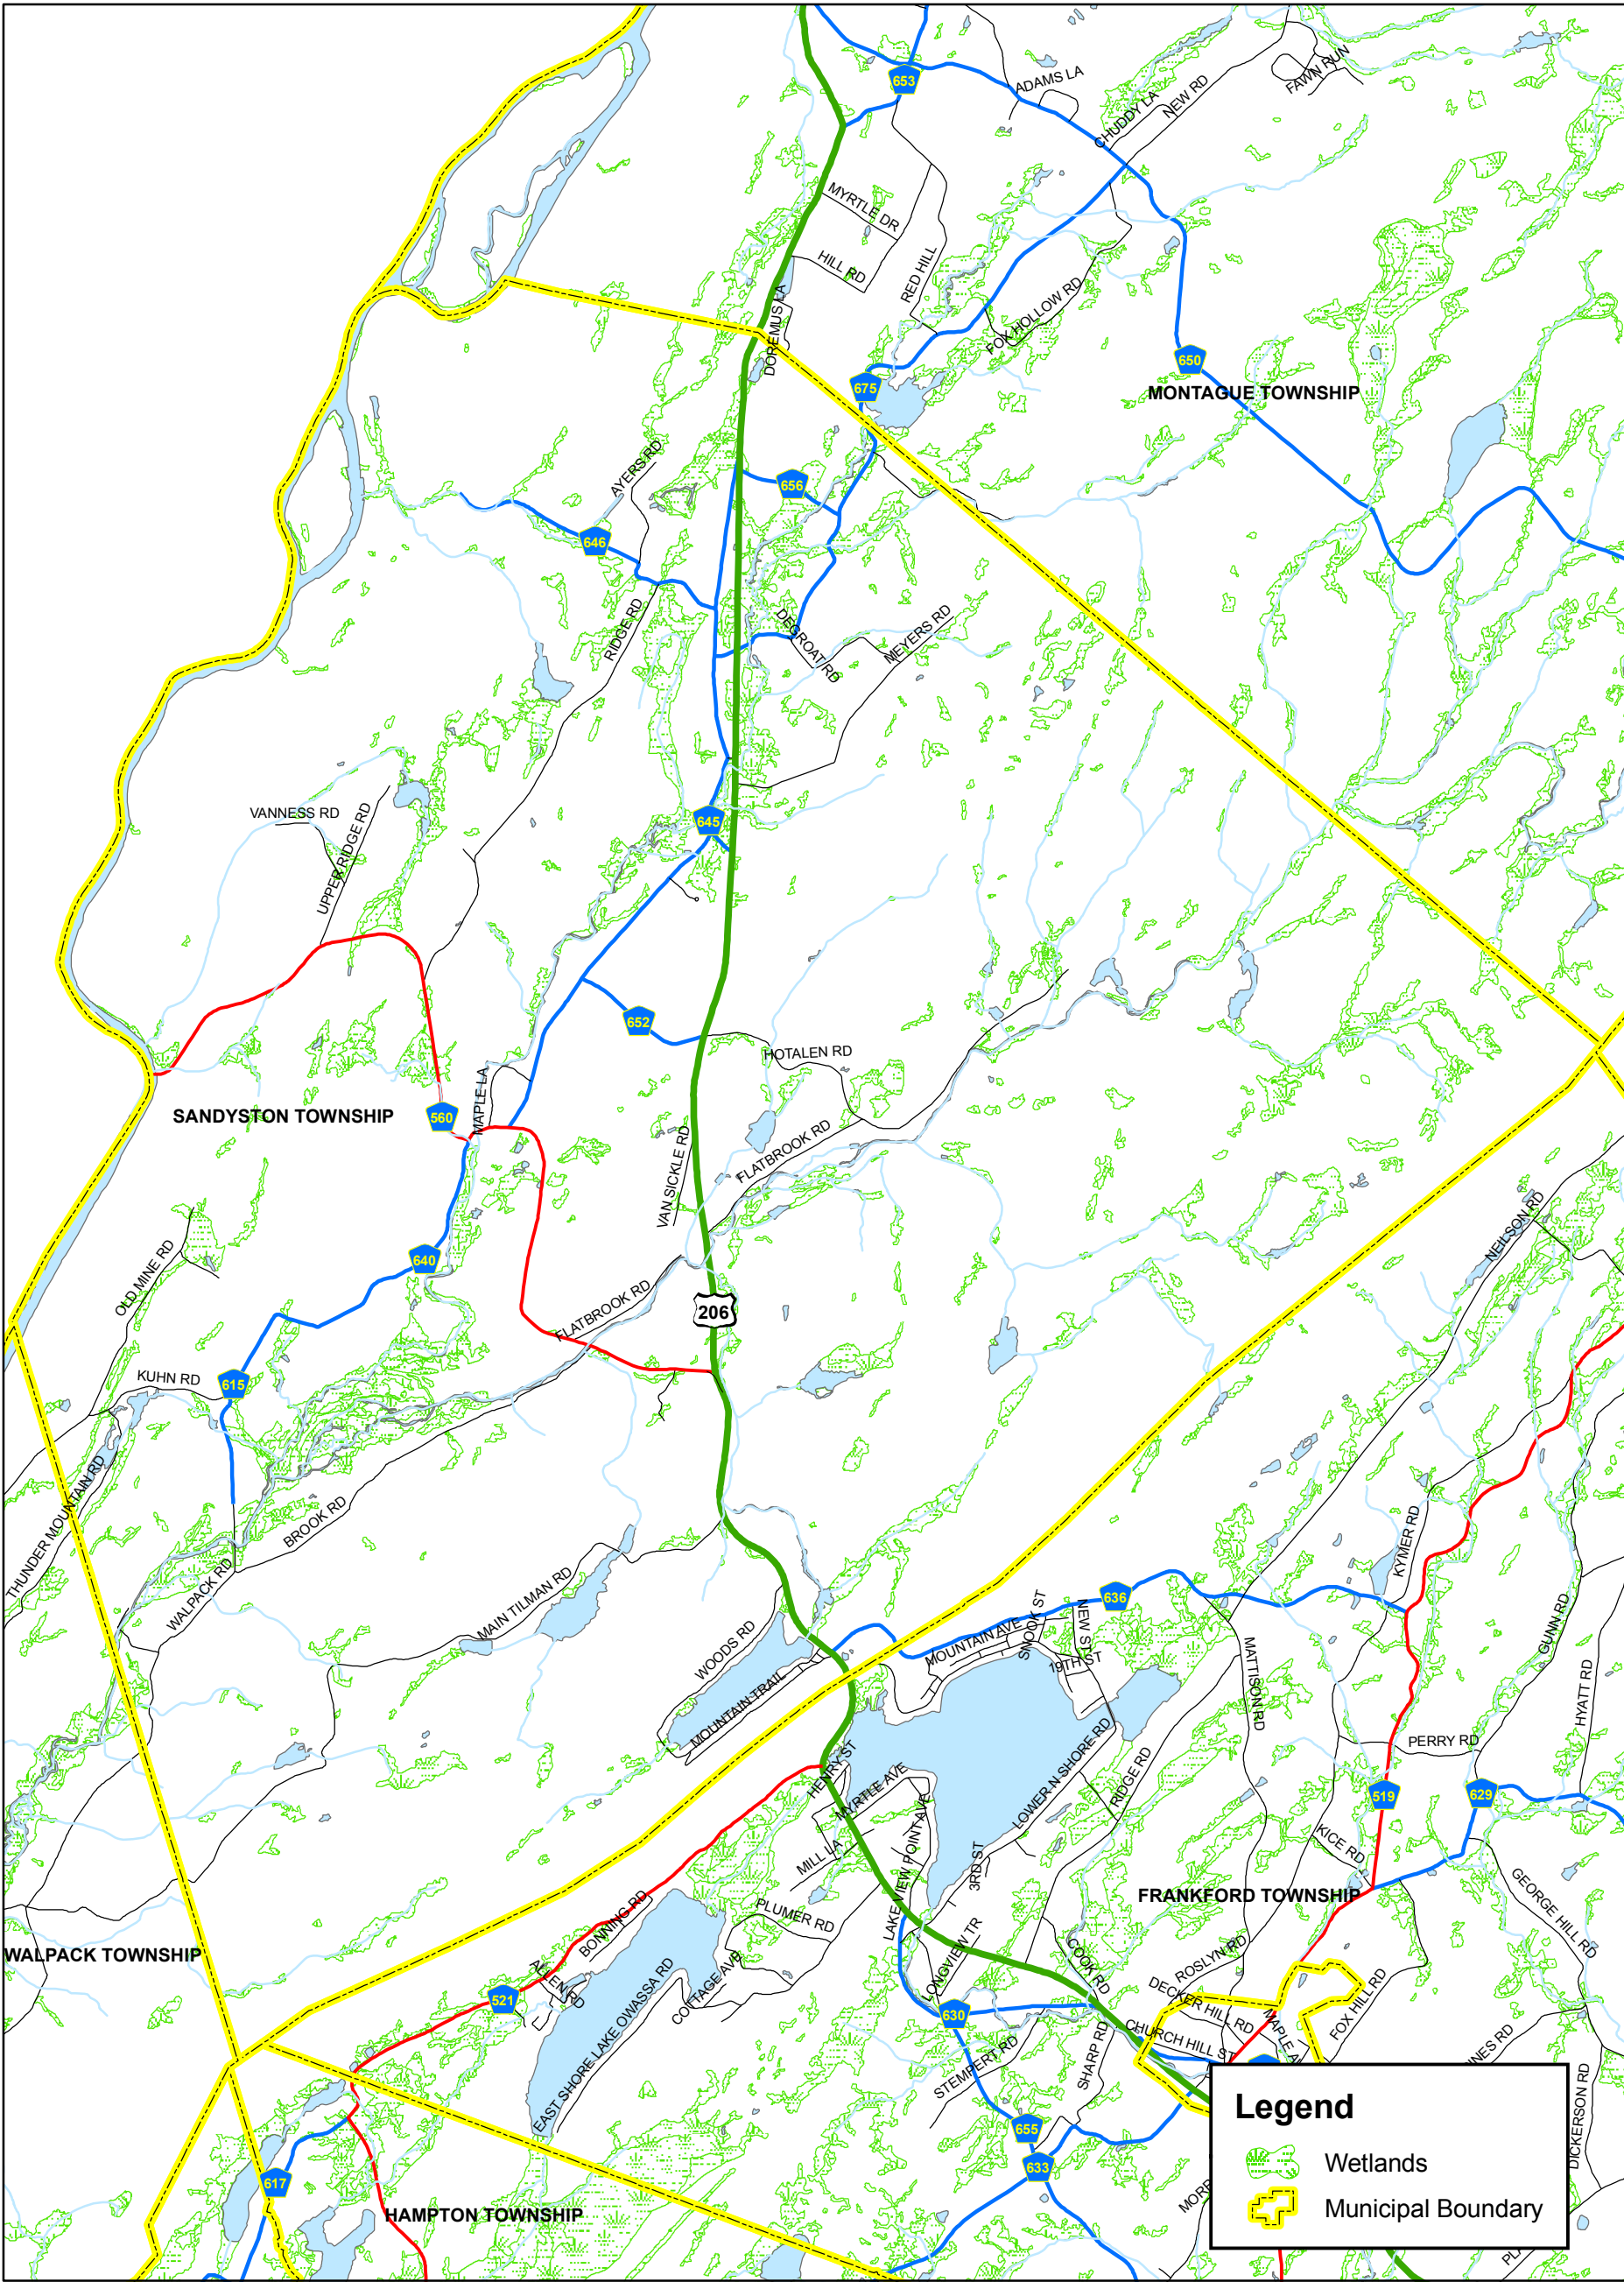 653
ADAMS LA
FAWN RUN
CHUDDY LA
NEW RD
MYRTLE DR
HILL RD
RED HILL
DOREMUS LA
FOX HOLLOW RD
650
675
MONTAGUE TOWNSHIP
AYERS RD
656
646
RIDGE RD
DEGROAT RD
MEYERS RD
VANNESS RD
UPPER RIDGE RD
645
652
HOTALEN RD
MAPLE LA
SANDYSTON TOWNSHIP
560
VAN SICKLE RD
FLATBROOK RD
OLD MINE RD
640
NEILSON RD
FLATBROOK RD
206
KUHN RD
615
THUNDER MOUNTAIN RD
BROOK RD
WALPACK RD
MAIN TILMAN RD
KYMER RD
636
SNOOK ST
NEW ST
MOUNTAIN AVE
19TH ST
WOODS RD
MOUNTAIN TRAIL
MATTISON RD
GUNN RD
HYATT RD
PERRY RD
HENRY ST
MYRTLE AVE
LOWER N SHORE RD
RIDGE RD
519
629
MILL LA
LAKE VIEW POINT AVE
3RD ST
KICE RD
FRANKFORD TOWNSHIP
GEORGE HILL RD
PLUMER RD
BONNING RD
WALPACK TOWNSHIP
ALLEN RD
521
COTTAGE AVE
EAST SHORE LAKE OWASSA RD
LONGVIEW TR
COOK RD
ROSLYN RD
DECKER HILL RD
FOX HILL RD
630
CHURCH HILL ST
MAPLE A
STEMPERT RD
SHARP RD
INES RD
DICKERSON RD
655
633
617
HAMPTON TOWNSHIP
MORR
PLA
Legend
Wetlands
Municipal Boundary